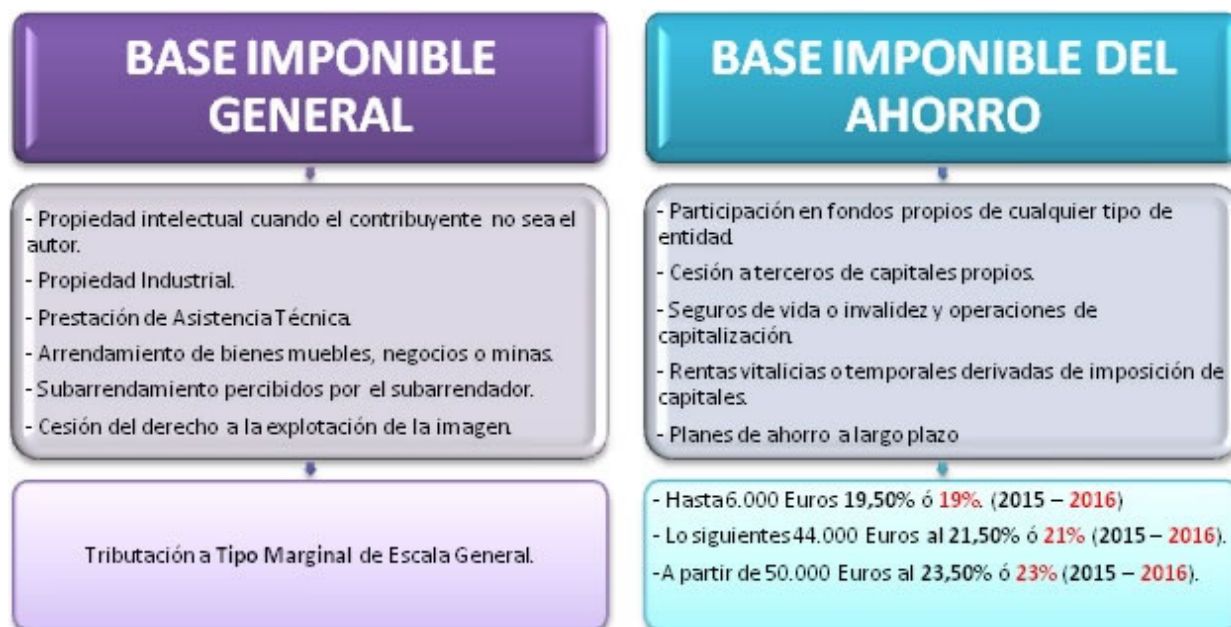 BASE IMPONIBLE
GENERAL
- Propiedad intelectual cuando el contribuyente no sea el
autor.
- Propiedad Industrial.
- Prestación de Asistencia Técnica.
- Arrendamiento de bienes muebles, negocios o minas.
- Subarrendamiento percibidos por el subarrendador.
- Cesión del derecho a la explotación de la imagen.
Tributación a Tipo Marginal de Escala General.
BASE IMPONIBLE DEL
AHORRO
- Participación en fondos propios de cualquier tipo de
entidad.
- Cesión a terceros de capitales propios.
- Seguros de vida o invalidez y operaciones de
capitalización.
- Rentas vitalicias o temporales derivadas de imposición de
capitales.
- Planes de ahorro a largo plazo
- Hasta 6.000 Euros 19,50% ó 19%. (2015 – 2016)
- Lo siguientes 44.000 Euros al 21,50% ó 21% (2015 – 2016).
-A partir de 50.000 Euros al 23,50% ó 23% (2015 – 2016).